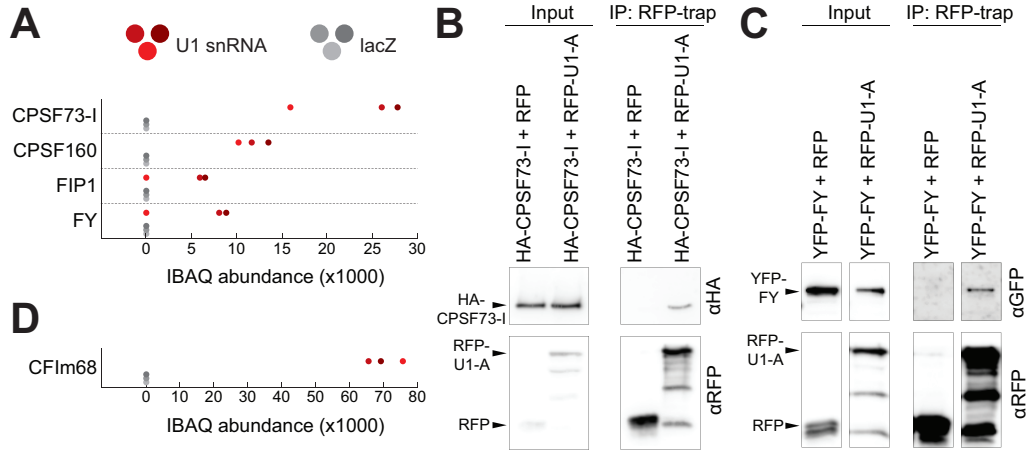 A
U1 snRNA
lacZ
CPSF73-I
CPSF160
FIP1
FY
0 5 10 15 20 25 30
IBAQ abundance (x1000)
D
CFIm68
0 10 20 30 40 50 60 70 80
IBAQ abundance (x1000)
B
Input
IP: RFP-trap
HA-CPSF73-I + RFP
HA-CPSF73-I + RFP-U1-A
HA-CPSF73-I + RFP
HA-CPSF73-I + RFP-U1-A
HA-
CPSF73-I
αHA
RFP-
U1-A
RFP
αRFP
C
Input
IP: RFP-trap
YFP-FY + RFP
YFP-FY + RFP-U1-A
YFP-FY + RFP
YFP-FY + RFP-U1-A
YFP-
FY
αGFP
RFP-
U1-A
RFP
αRFP